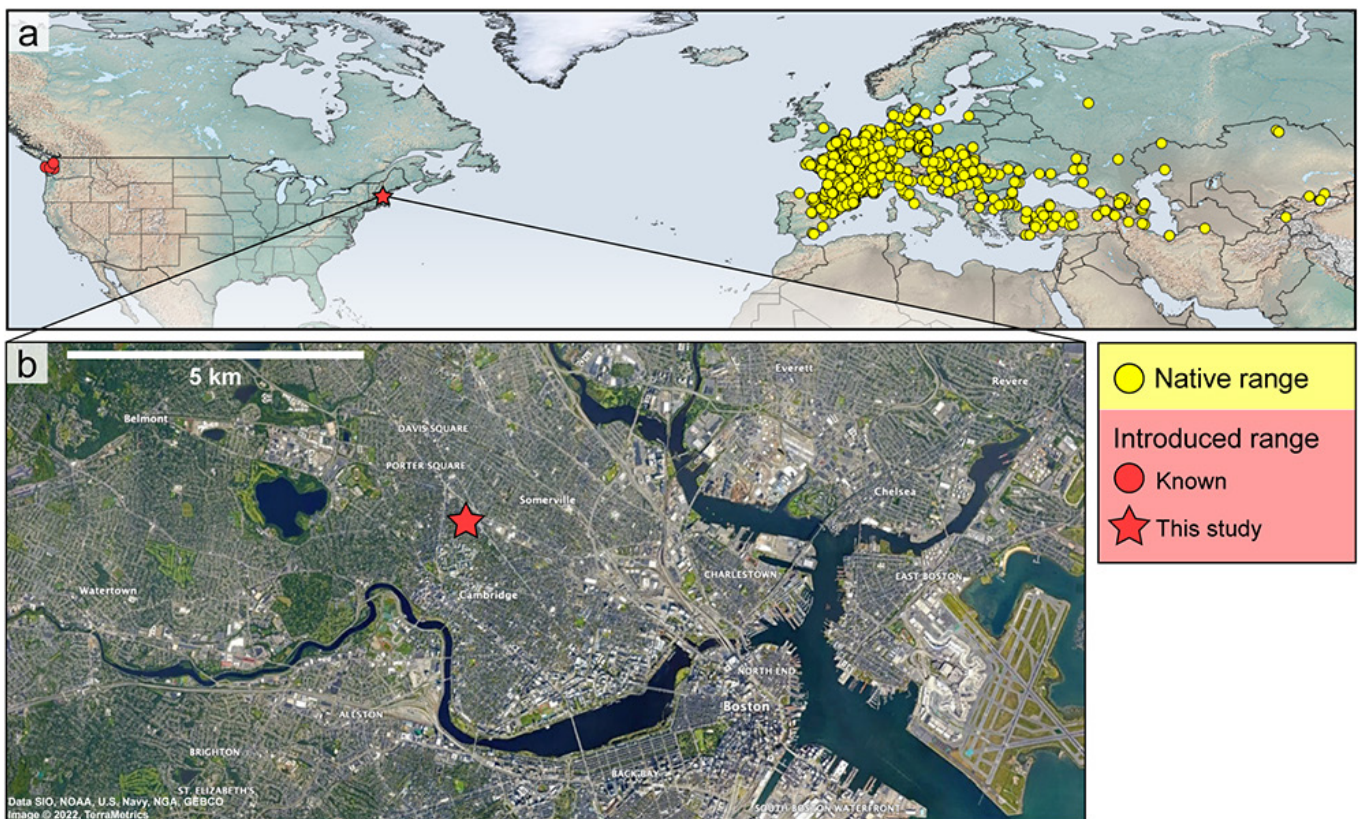 a
b
5 km
Everett
Revere
Belmont
DAVIS SQUARE
PORTER SQUARE
Somerville
Chelsea
CHARLESTOWN
EAST BOSTON
Watertown
Cambridge
NORTH END
Boston
ALLSTON
BRIGHTON
BACK BAY
ST. ELIZABETH'S
SOUTH BOSTON WATERFRONT
Data SIO, NOAA, U.S. Navy, NGA, GEBCO
Image © 2022, TerraMetrics
Native range
Introduced range
Known
This study